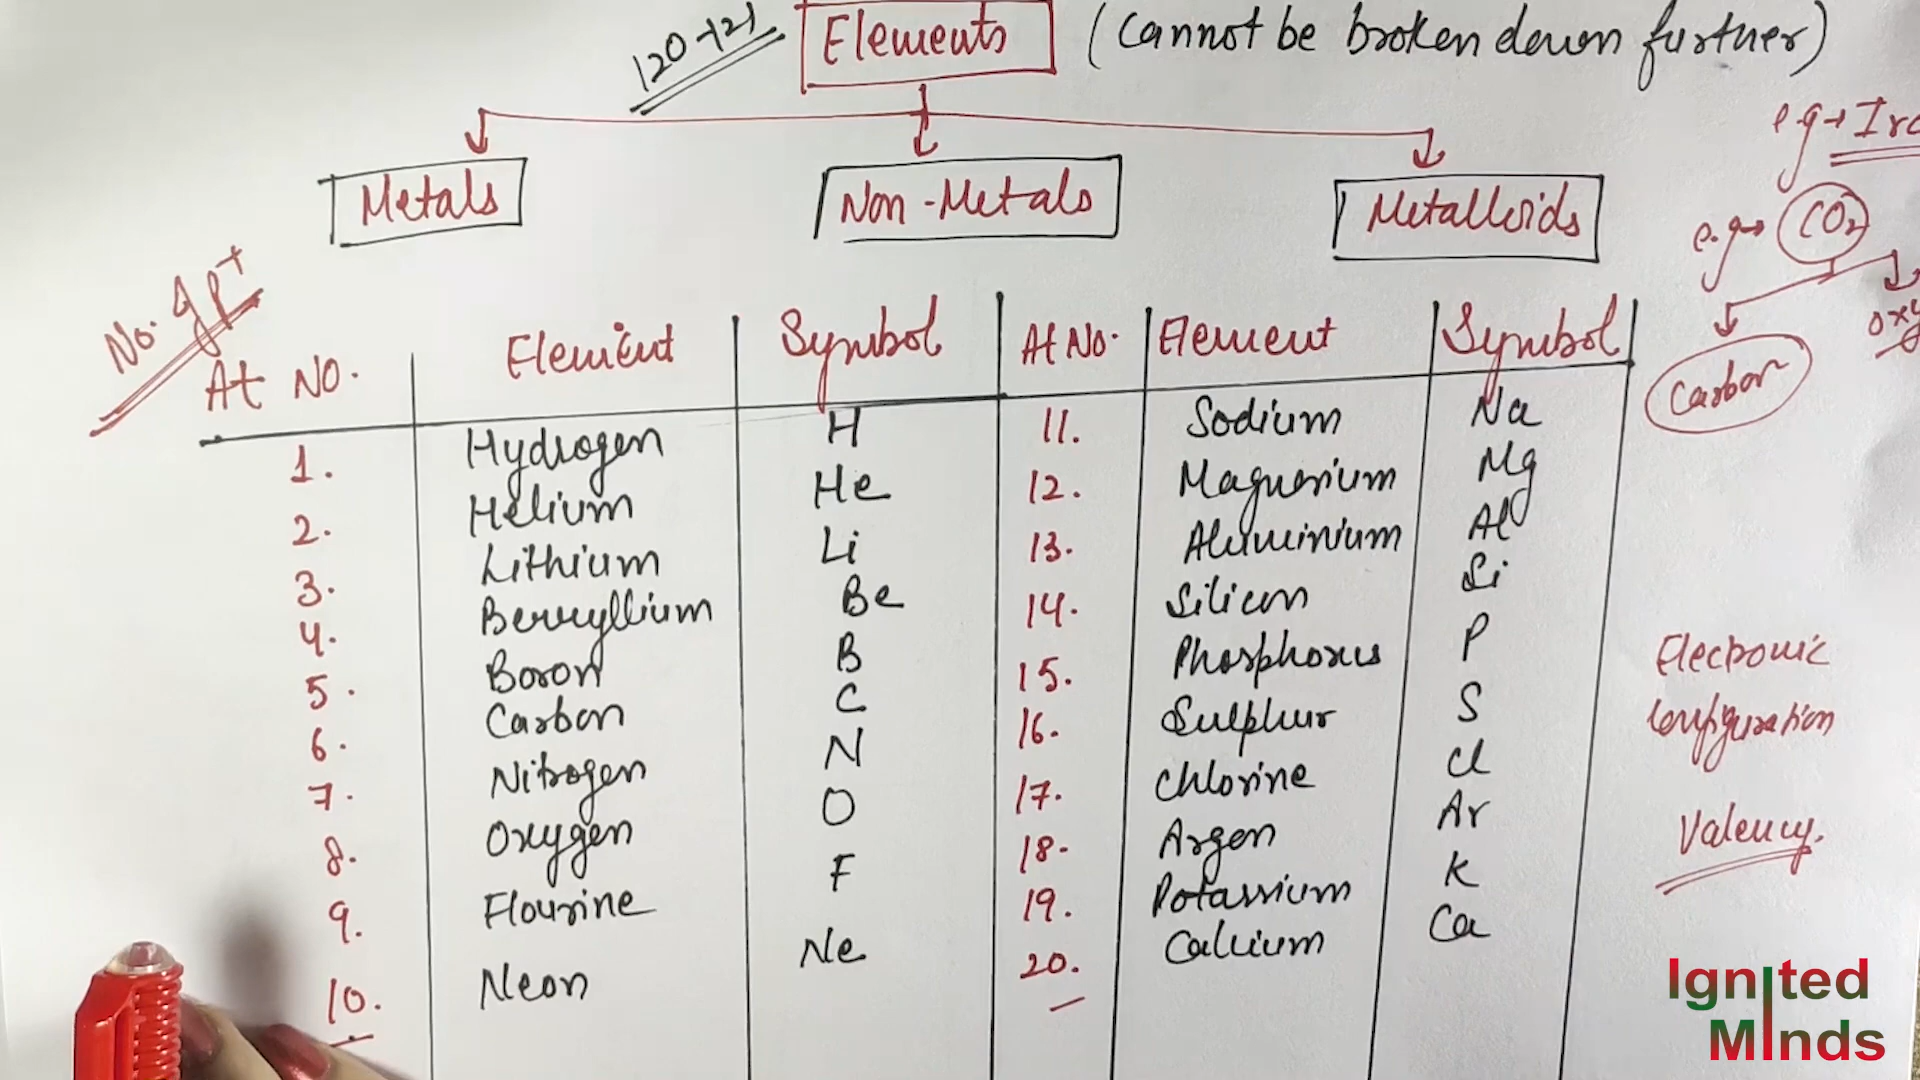 120-121
Elements (Cannot be broken down further)
Metals Non-Metals Metalloids
e.g→
e.g→ CO2
Carbon
No. of p+
At No. Element Symbol At No. Element Symbol
1. Hydrogen H 11. Sodium Na
2. Helium He 12. Magnesium Mg
3. Lithium Li 13. Aluminium Al
4. Berryllium Be 14. Silicon Si
5. Boron B 15. Phosphorus P
6. Carbon C 16. Sulphur S
7. Nitrogen N 17. Chlorine Cl
8. Oxygen O 18. Argon Ar
9. Flourine F 19. Potassium K
10. Neon Ne 20. Calcium Ca
Electronic
Configuration
Valency.
Ignited
Minds